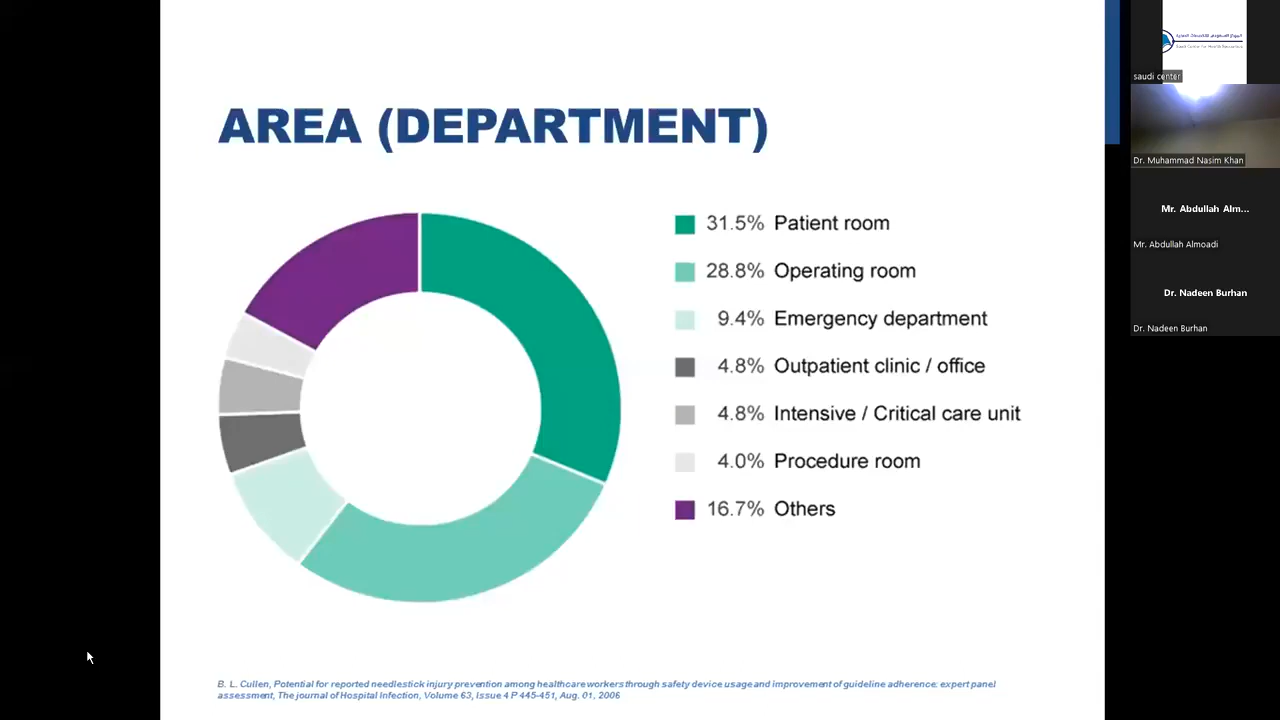 AREA (DEPARTMENT)
31.5% Patient room
28.8% Operating room
9.4% Emergency department
4.8% Outpatient clinic / office
4.8% Intensive / Critical care unit
4.0% Procedure room
16.7% Others
B. L. Cullen, Potential for reported needlestick injury prevention among healthcare workers through safety device usage and improvement of guideline adherence: expert panel
assessment, The journal of Hospital Infection, Volume 63, Issue 4 P 445-451, Aug. 01, 2006
saudi center
Dr. Muhammad Nasim Khan
Mr. Abdullah Alm...
Mr. Abdullah Almoadi
Dr. Nadeen Burhan
Dr. Nadeen Burhan